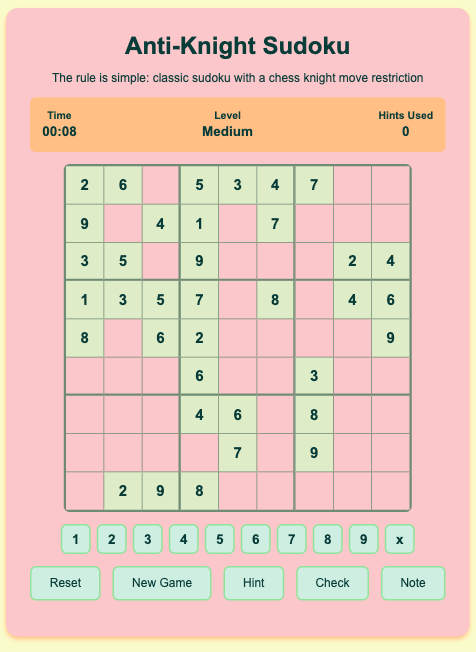 Anti-Knight Sudoku
The rule is simple: classic sudoku with a chess knight move restriction
Time Level Hints Used
00:08 Medium 0
2 6 5 3 4 7
9 4 1 7
3 5 9 2 4
1 3 5 7 8 4 6
8 6 2 9
6 3
4 6 8
7 9
2 9 8
1 2 3 4 5 6 7 8 9 x
Reset New Game Hint Check Note